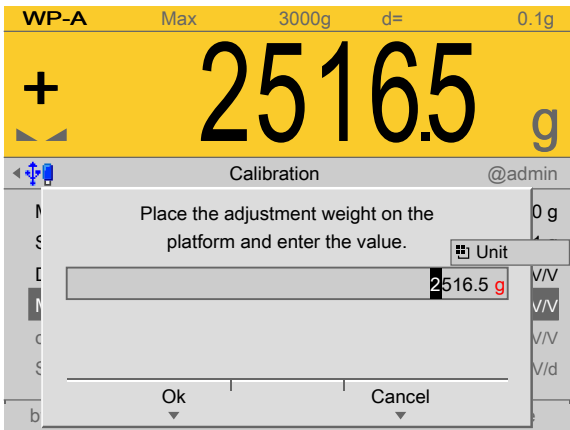 WP-A Max 3000g d= 0.1g
+ 2516.5 g
Calibration @admin
Place the adjustment weight on the
platform and enter the value.
Unit
2516.5 g
Ok Cancel
0 g
V/V
V/V
V/V
V/d
b